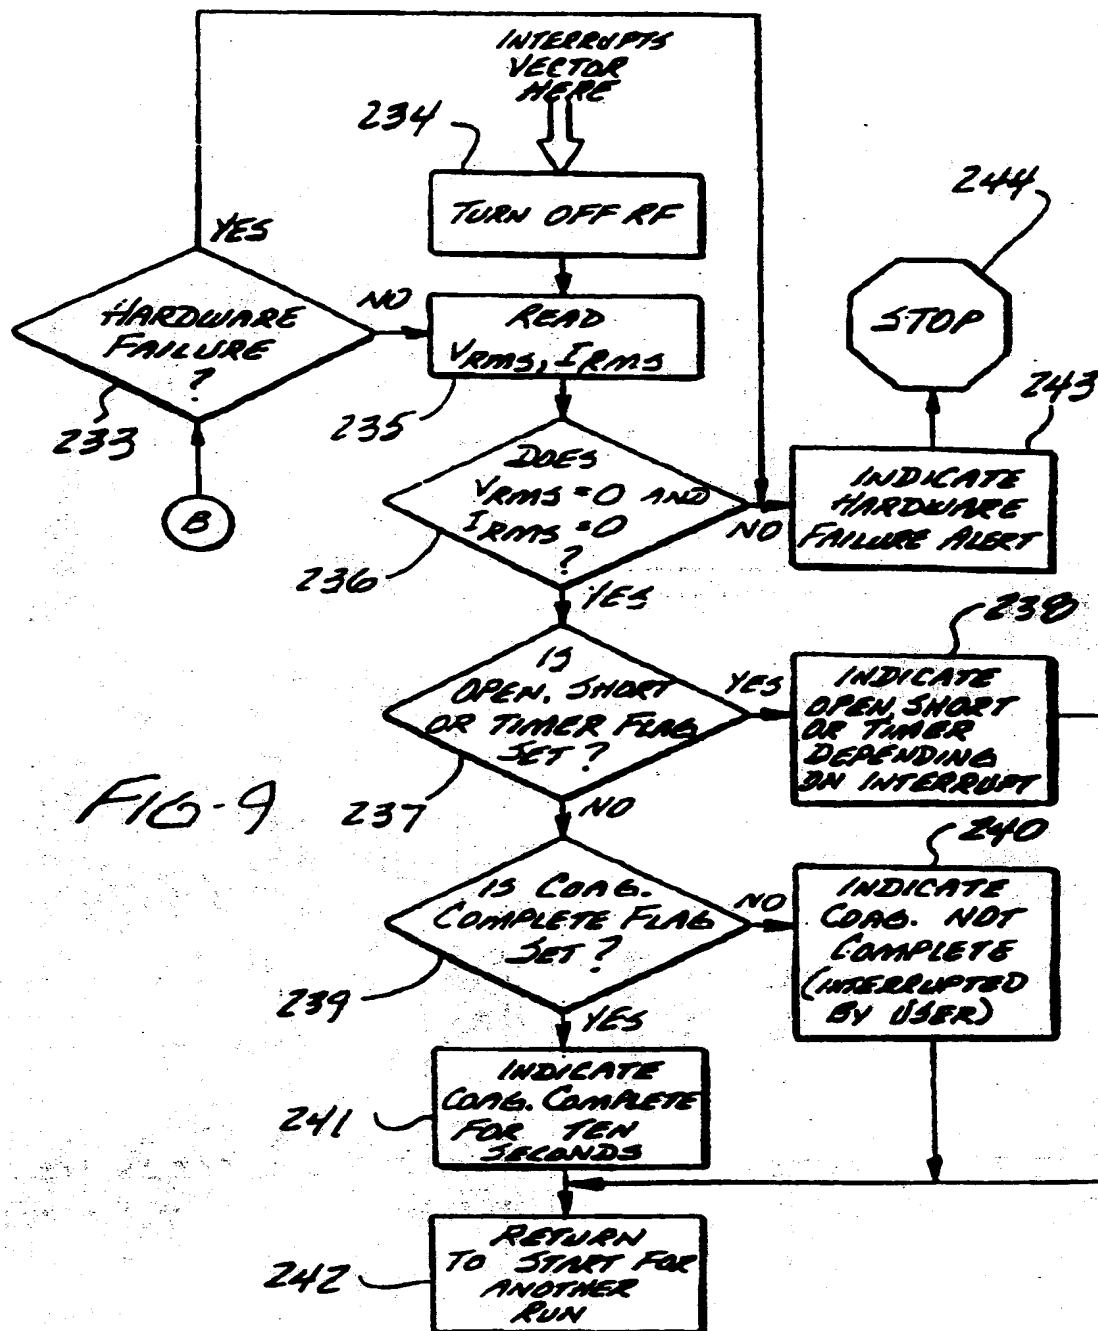 INTERRUPTS
VECTOR
HERE
234
TURN OFF RF
244
STOP
YES
HARDWARE
FAILURE
?
NO
READ
VRMS, IRMS
233
235
243
B
DOES
VRMS = 0 AND
IRMS = 0
?
NO
INDICATE
HARDWARE
FAILURE ALERT
236
YES
238
IS
OPEN, SHORT
OR TIMER FLAG
SET?
YES
INDICATE
OPEN, SHORT
OR TIMER
DEPENDING
ON INTERRUPT
FIG-9
237
NO
240
IS COAG.
COMPLETE FLAG
SET?
NO
INDICATE
COAG. NOT
COMPLETE
(INTERRUPTED
BY USER)
239
YES
INDICATE
COAG. COMPLETE
FOR TEN
SECONDS
241
RETURN
TO START FOR
ANOTHER
RUN
242